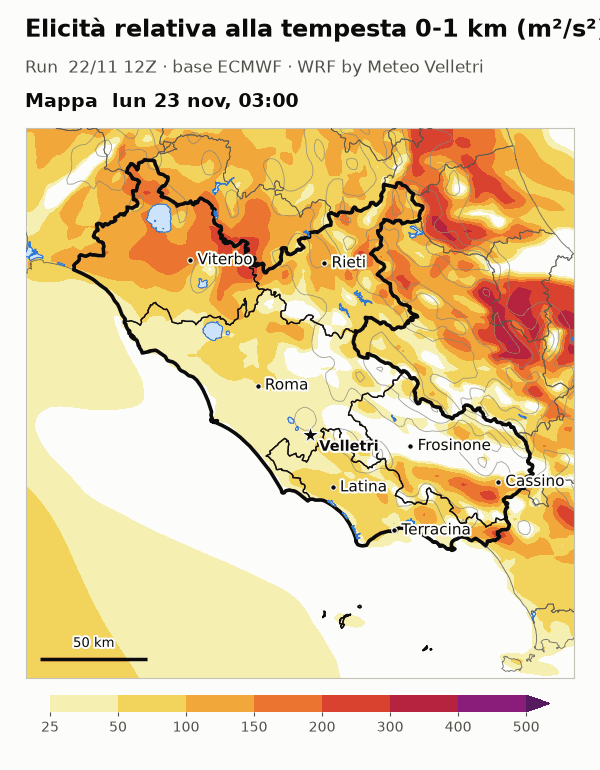 Elicità relativa alla tempesta 0-1 km (m²/s²)
Run 22/11 12Z · base ECMWF · WRF by Meteo Velletri
Mappa lun 23 nov, 03:00
Viterbo
Rieti
Roma
Velletri
Frosinone
Cassino
Latina
Terracina
50 km
25 50 100 150 200 300 400 500